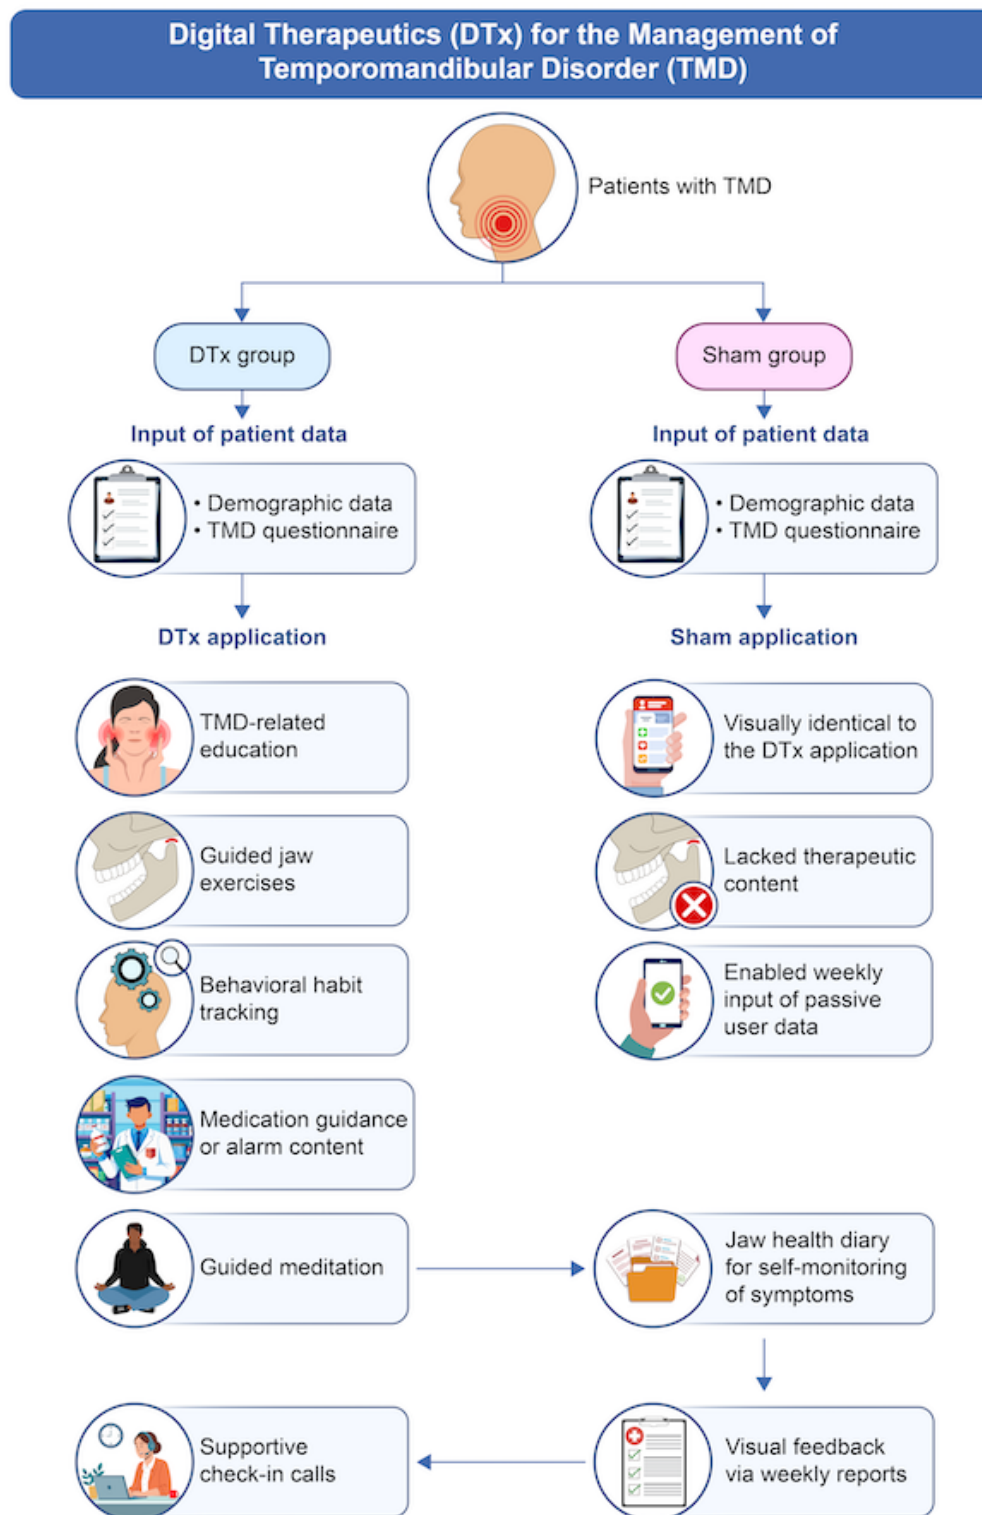 Digital Therapeutics (DTx) for the Management of
Temporomandibular Disorder (TMD)
Patients with TMD
DTx group
Input of patient data
• Demographic data
• TMD questionnaire
DTx application
TMD-related
education
Guided jaw
exercises
Behavioral habit
tracking
Medication guidance
or alarm content
Guided meditation
Sham group
Input of patient data
• Demographic data
• TMD questionnaire
Sham application
Visually identical to
the DTx application
Lacked therapeutic
content
Enabled weekly
input of passive
user data
Jaw health diary
for self-monitoring
of symptoms
Visual feedback
via weekly reports
Supportive
check-in calls